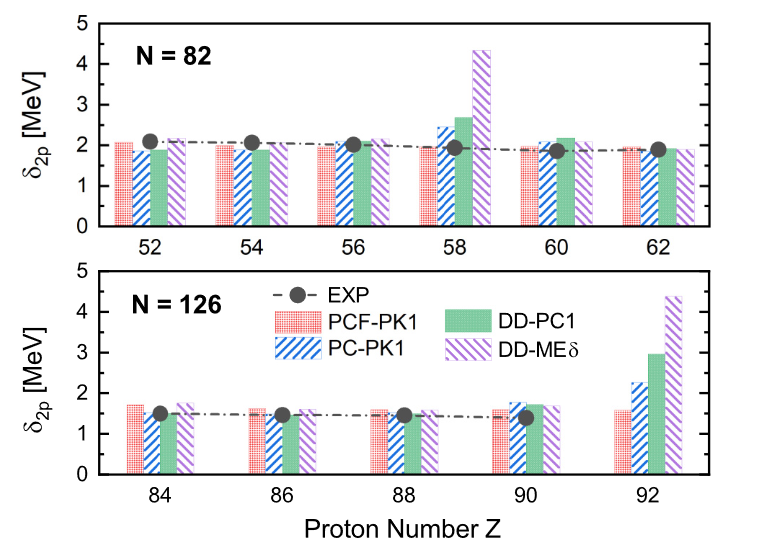 5
4
3
2
1
0
δ2p [MeV]
N = 82
52 54 56 58 60 62
5
4
3
2
1
0
δ2p [MeV]
N = 126
EXP
PCF-PK1
PC-PK1
DD-PC1
DD-MEδ
84 86 88 90 92
Proton Number Z